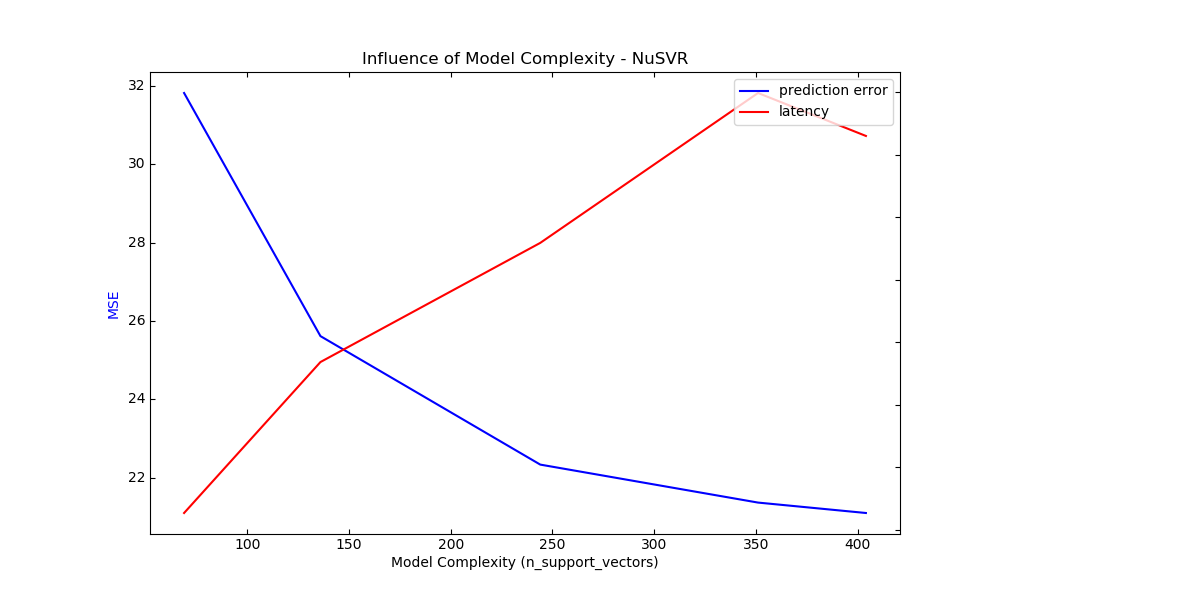 Influence of Model Complexity - NuSVR
prediction error
latency
32
30
28
26
24
22
MSE
100 150 200 250 300 350 400
Model Complexity (n_support_vectors)